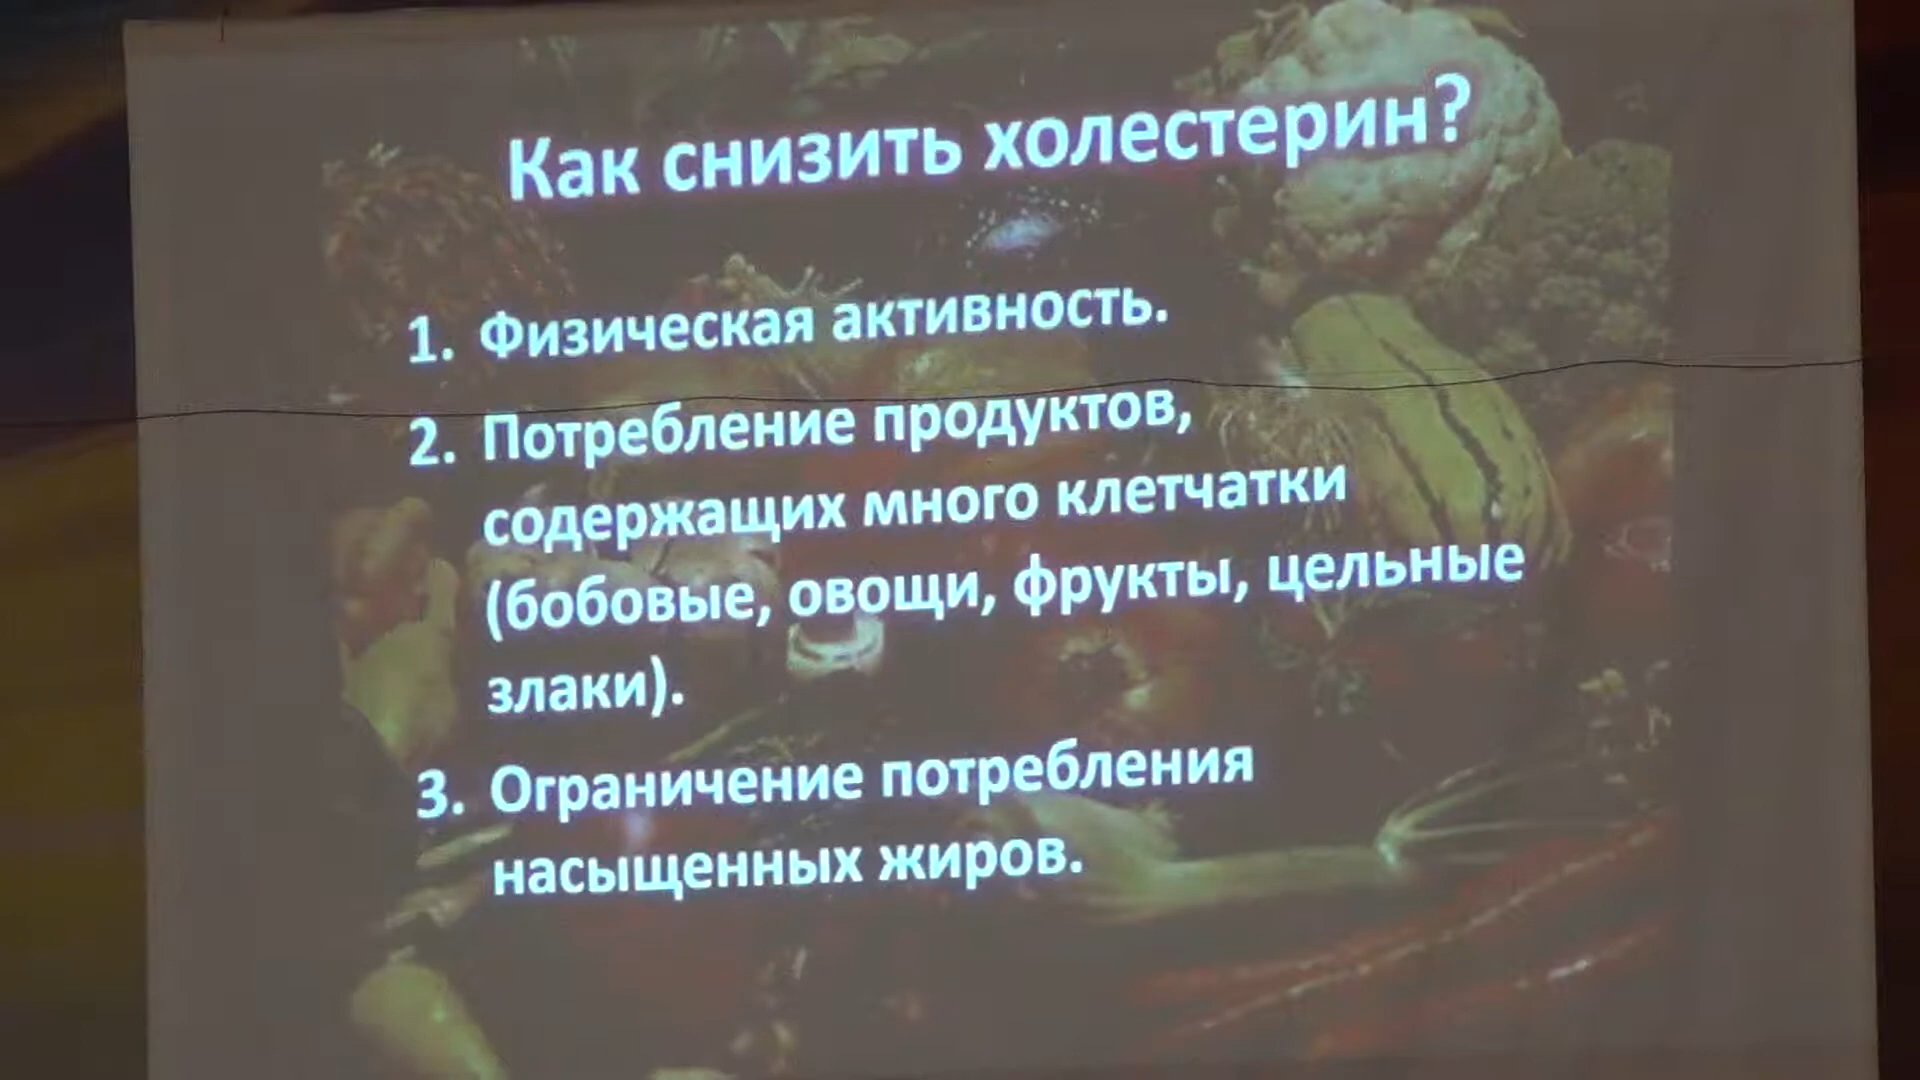 Как снизить холестерин?
1. Физическая активность.
2. Потребление продуктов,
содержащих много клетчатки
(бобовые, овощи, фрукты, цельные
злаки).
3. Ограничение потребления
насыщенных жиров.